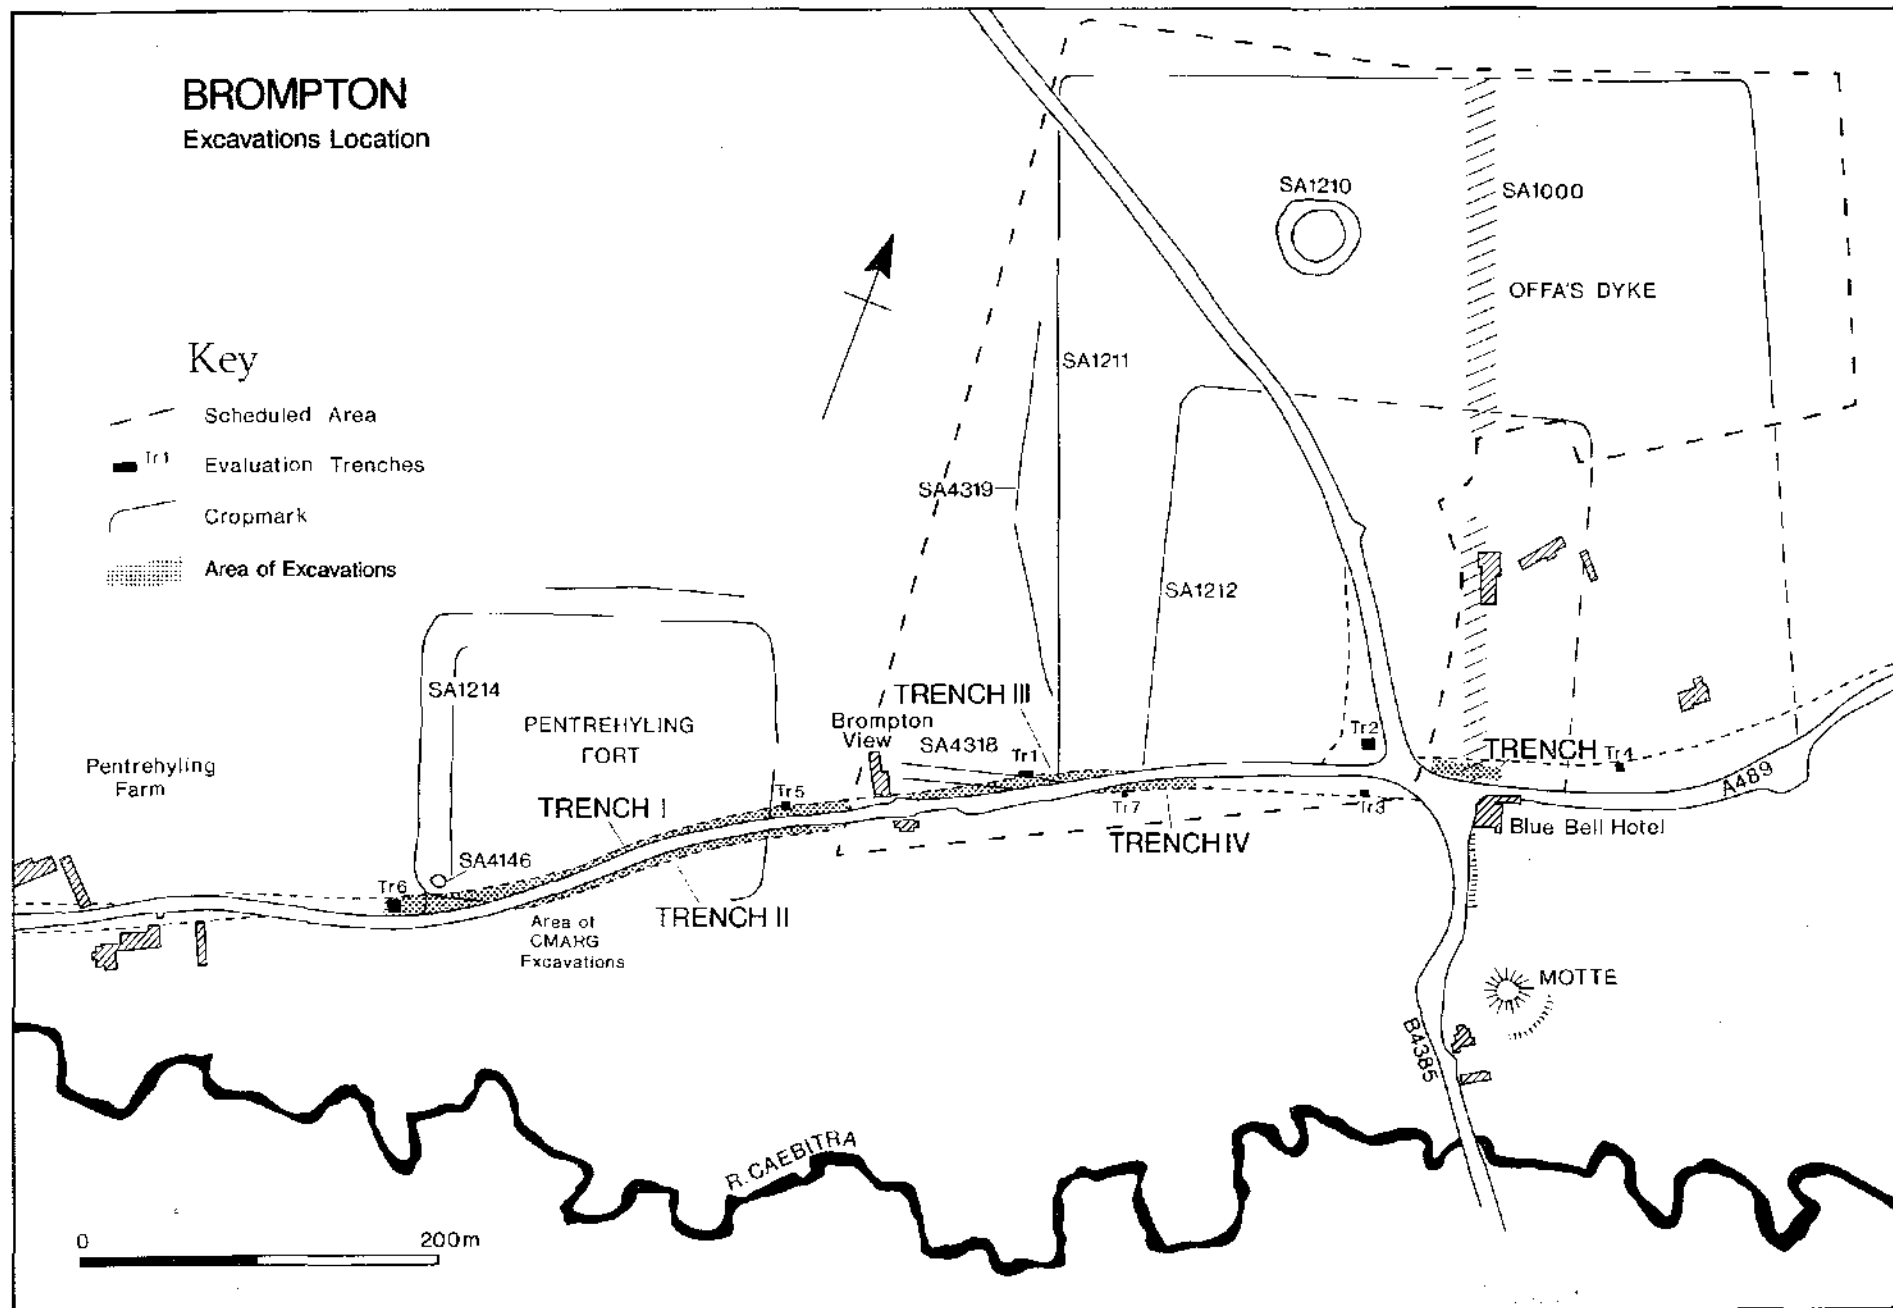 BROMPTON
Excavations Location
Key
Scheduled Area
Tr1
Evaluation Trenches
Cropmark
Area of Excavations
SA1210
SA1000
OFFA'S DYKE
SA1211
SA4319
SA1212
SA1214
PENTREHYLING
FORT
Pentrehyling
Farm
TRENCH III
Brompton
View
SA4318
Tr1
Tr2
TRENCH
Tr4
A489
Tr5
TRENCH I
Tr7
Tr3
TRENCH IV
Blue Bell Hotel
SA4146
Tr6
TRENCH II
Area of
CMARG
Excavations
MOTTE
B4385
R. CAEBITRA
0
200m